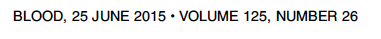 BLOOD, 25 JUNE 2015 • VOLUME 125, NUMBER 26